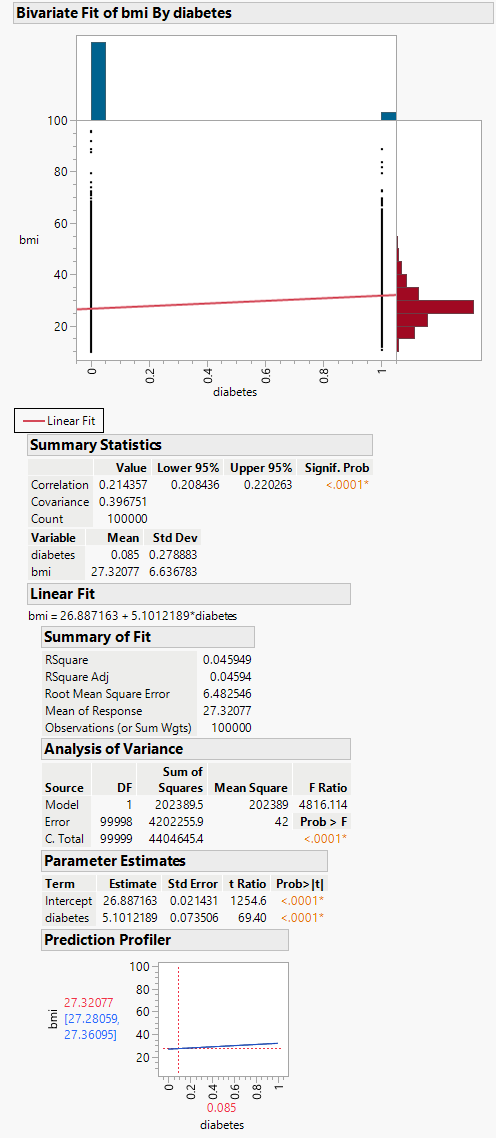 Bivariate Fit of bmi By diabetes
100
80
60
bmi
40
20
0
0.2
0.4
0.6
0.8
1
diabetes
Linear Fit
Summary Statistics
Value Lower 95% Upper 95% Signif. Prob
Correlation 0.214357 0.208436 0.220263 <.0001*
Covariance 0.396751
Count 100000
Variable Mean Std Dev
diabetes 0.085 0.278883
bmi 27.32077 6.636783
Linear Fit
bmi = 26.887163 + 5.1012189*diabetes
Summary of Fit
RSquare 0.045949
RSquare Adj 0.04594
Root Mean Square Error 6.482546
Mean of Response 27.32077
Observations (or Sum Wgts) 100000
Analysis of Variance
Sum of
Source DF Squares Mean Square F Ratio
Model 1 202389.5 202389 4816.114
Error 99998 4202255.9 42 Prob > F
C. Total 99999 4404645.4 <.0001*
Parameter Estimates
Term Estimate Std Error t Ratio Prob>|t|
Intercept 26.887163 0.021431 1254.6 <.0001*
diabetes 5.1012189 0.073506 69.40 <.0001*
Prediction Profiler
100
80
60
40
20
bmi
27.32077
[27.28059,
27.36095]
0
0.2
0.4
0.6
0.8
1
0.085
diabetes